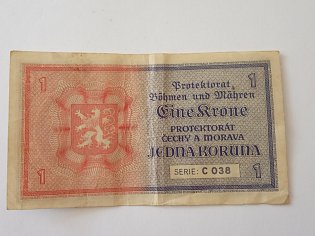 1 1
Protektorat
Böhmen und Mähren
Eine Krone
PROTEKTORÁT
ČECHY A MORAVA
JEDNA KORUNA
1 SERIE: C 038 1